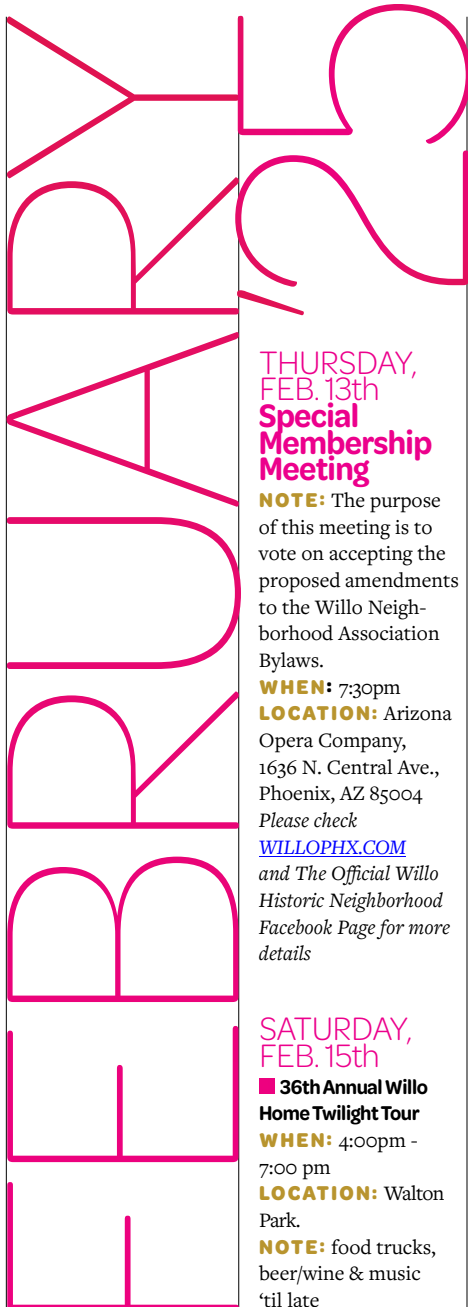 FEBRUARY
’25
THURSDAY,
FEB. 13th
Special
Membership
Meeting
NOTE: The purpose
of this meeting is to
vote on accepting the
proposed amendments
to the Willo Neigh-
borhood Association
Bylaws.
WHEN: 7:30pm
LOCATION: Arizona
Opera Company,
1636 N. Central Ave.,
Phoenix, AZ 85004
Please check
WILLOPHX.COM
and The Official Willo
Historic Neighborhood
Facebook Page for more
details
SATURDAY,
FEB. 15th
36th Annual Willo
Home Twilight Tour
WHEN: 4:00pm -
7:00 pm
LOCATION: Walton
Park.
NOTE: food trucks,
beer/wine & music
‘til late